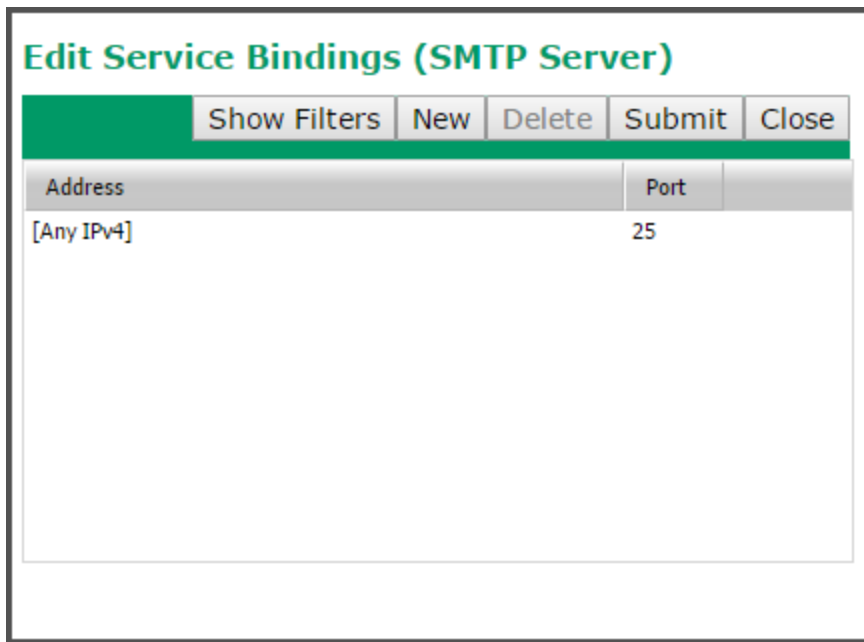 Edit Service Bindings (SMTP Server)
Show Filters New Delete Submit Close
Address Port
[Any IPv4] 25